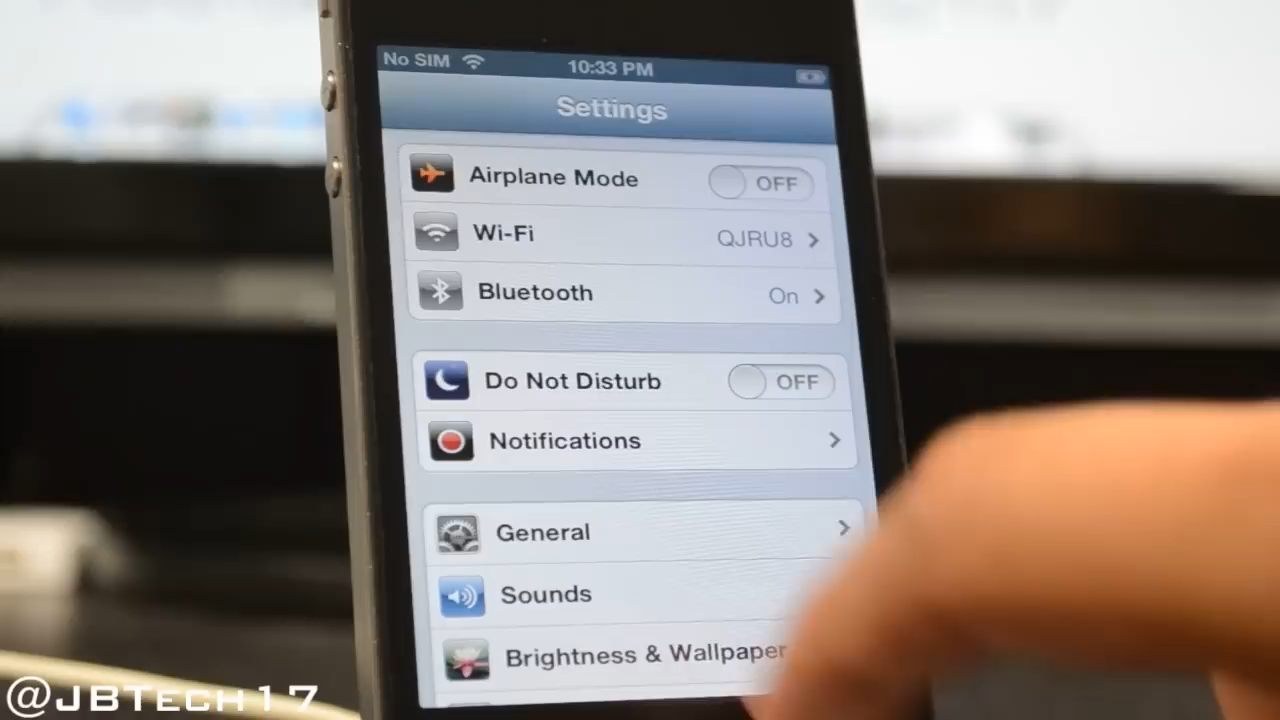 No SIM 10:33 PM
Settings
Airplane Mode OFF
Wi-Fi QJRU8
Bluetooth On
Do Not Disturb OFF
Notifications
General
Sounds
Brightness & Wallpaper
@JBTech17